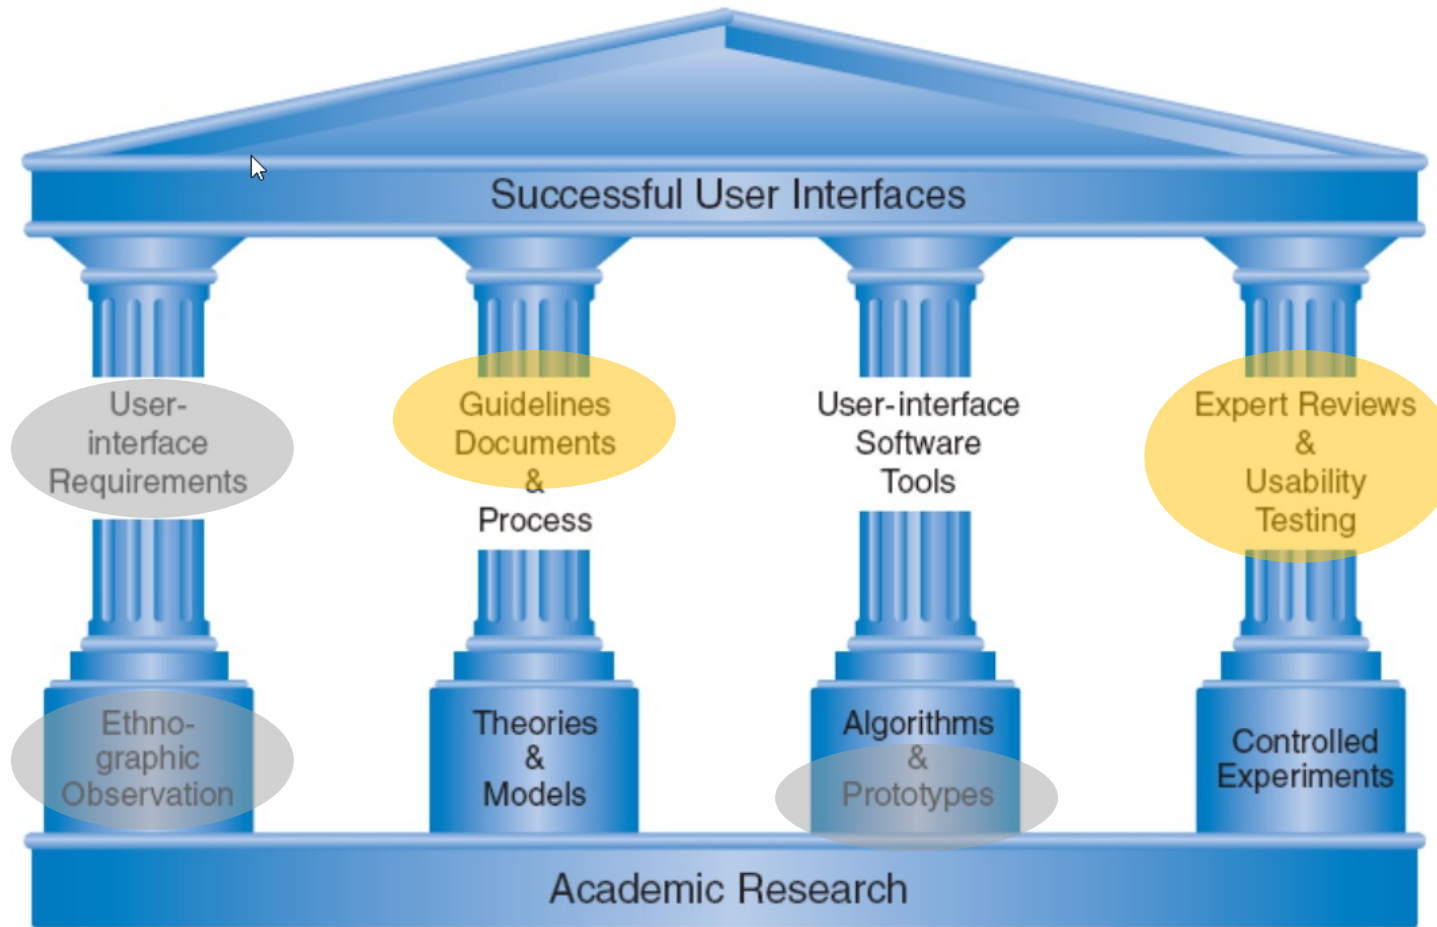 Successful User Interfaces
User-
interface
Requirements
Guidelines
Documents
&
Process
User-interface
Software
Tools
Expert Reviews
&
Usability
Testing
Ethno-
graphic
Observation
Theories
&
Models
Algorithms
&
Prototypes
Controlled
Experiments
Academic Research